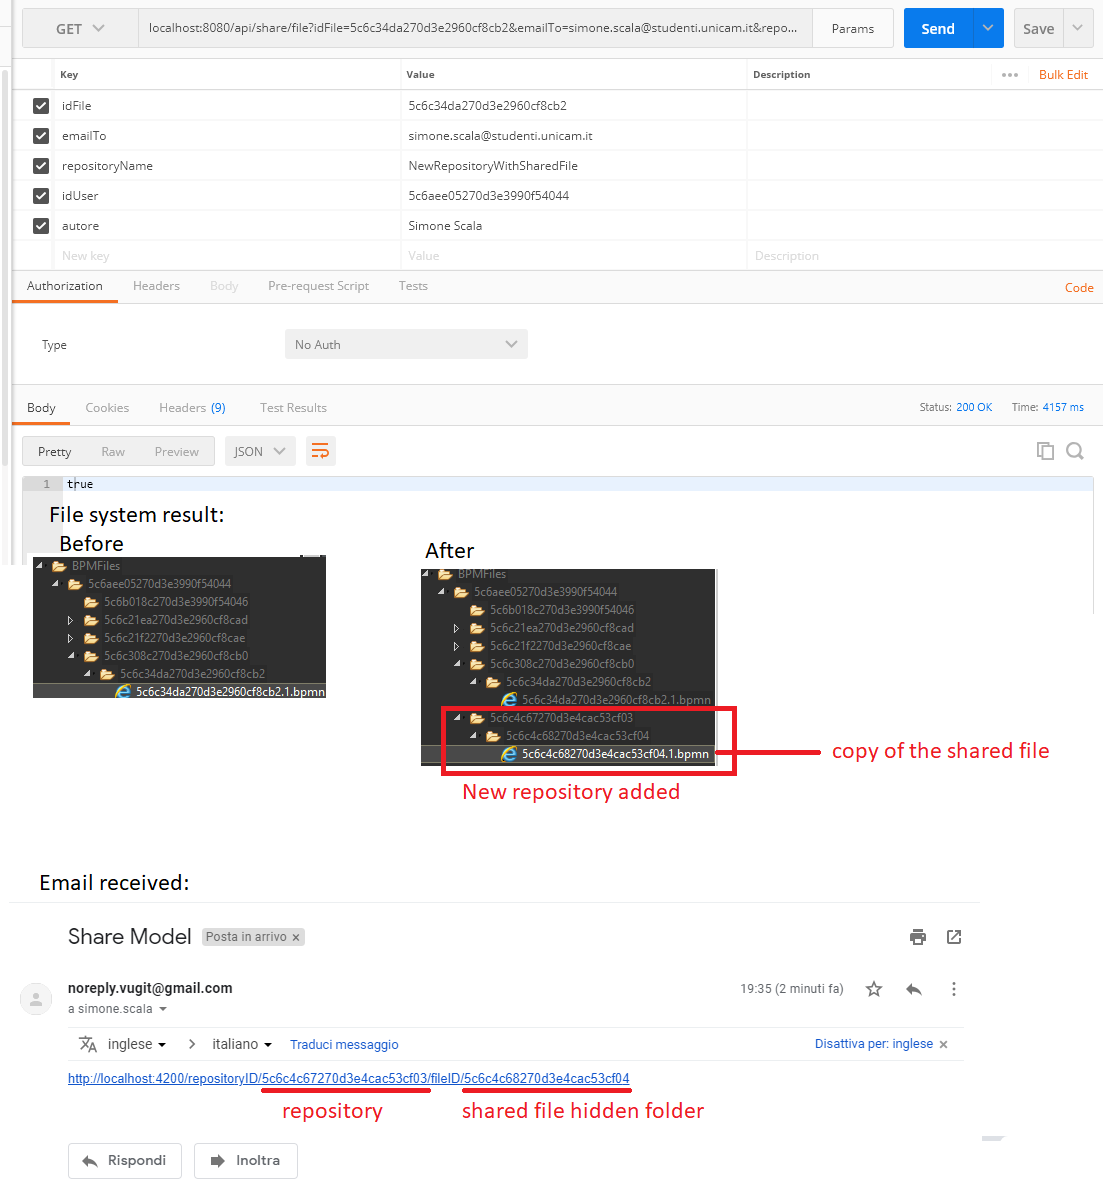 GET localhost:8080/api/share/file?idFile=5c6c34da270d3e2960cf8cb2&emailTo=simone.scala@studenti.unicam.it&repo... Params Send Save
Key Value Description ••• Bulk Edit
idFile 5c6c34da270d3e2960cf8cb2
emailTo simone.scala@studenti.unicam.it
repositoryName NewRepositoryWithSharedFile
idUser 5c6aee05270d3e3990f54044
autore Simone Scala
New key Value Description
Authorization Headers Body Pre-request Script Tests Code
Type No Auth
Body Cookies Headers (9) Test Results Status: 200 OK Time: 4157 ms
Pretty Raw Preview JSON
1 true
File system result:
Before
BPMFiles
5c6aee05270d3e3990f54044
5c6b018c270d3e3990f54046
5c6c21ea270d3e2960cf8cad
5c6c21f2270d3e2960cf8cae
5c6c308c270d3e2960cf8cb0
5c6c34da270d3e2960cf8cb2
5c6c34da270d3e2960cf8cb2.1.bpmn
After
BPMFiles
5c6aee05270d3e3990f54044
5c6b018c270d3e3990f54046
5c6c21ea270d3e2960cf8cad
5c6c21f2270d3e2960cf8cae
5c6c308c270d3e2960cf8cb0
5c6c34da270d3e2960cf8cb2
5c6c34da270d3e2960cf8cb2.1.bpmn
5c6c4c67270d3e4cac53cf03
5c6c4c68270d3e4cac53cf04
5c6c4c68270d3e4cac53cf04.1.bpmn
copy of the shared file
New repository added
Email received:
Share Model Posta in arrivo ×
noreply.vugit@gmail.com 19:35 (2 minuti fa)
a simone.scala
inglese > italiano Traduci messaggio Disattiva per: inglese ×
http://localhost:4200/repositoryID/5c6c4c67270d3e4cac53cf03/fileID/5c6c4c68270d3e4cac53cf04
repository shared file hidden folder
Rispondi Inoltra